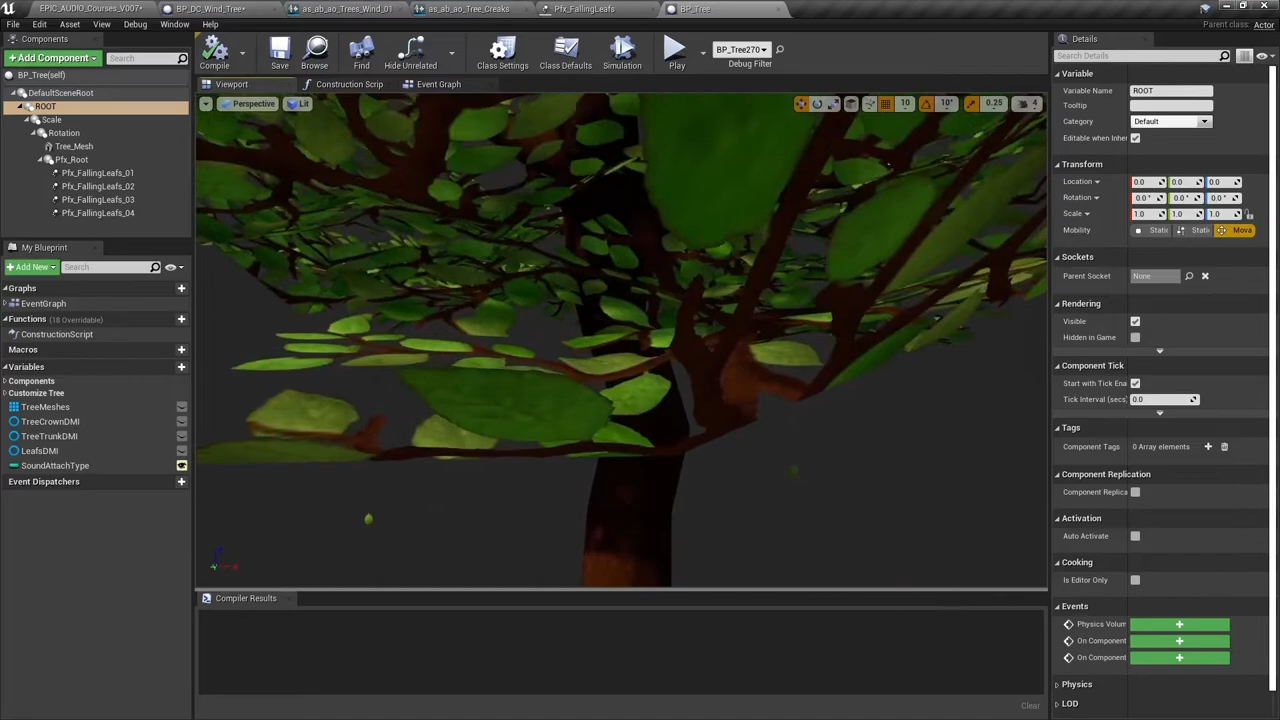 EPIC_AUDIO_Courses_V007*
BP_DC_Wind_Tree*
as_ab_ao_Trees_Wind_01
as_ab_ao_Tree_Creaks
Pfx_FallingLeafs
BP_Tree
File Edit Asset View Debug Window Help
Parent class: Actor
Components
+ Add Component
Search
BP_Tree(self)
DefaultSceneRoot
ROOT
Scale
Rotation
Tree_Mesh
Pfx_Root
Pfx_FallingLeafs_01
Pfx_FallingLeafs_02
Pfx_FallingLeafs_03
Pfx_FallingLeafs_04
My Blueprint
+ Add New
Search
Graphs
EventGraph
Functions (18 Overridable)
ConstructionScript
Macros
Variables
Components
Customize Tree
TreeMeshes
TreeCrownDMI
TreeTrunkDMI
LeafsDMI
SoundAttachType
Event Dispatchers
Compile
Save
Browse
Find
Hide Unrelated
Class Settings
Class Defaults
Simulation
Play
BP_Tree270
Debug Filter
Viewport
Construction Scrip
Event Graph
Perspective
Lit
10
10°
0.25
4
Compiler Results
Clear
Details
Search Details
Variable
Variable Name ROOT
Tooltip
Category Default
Editable when Inher
Transform
Location 0.0 0.0 0.0
Rotation 0.0 ° 0.0 ° 0.0 °
Scale 1.0 1.0 1.0
Mobility Stati Static Mova
Sockets
Parent Socket None
Rendering
Visible
Hidden in Game
Component Tick
Start with Tick Ena
Tick Interval (secs) 0.0
Tags
Component Tags 0 Array elements
Component Replication
Component Replica
Activation
Auto Activate
Cooking
Is Editor Only
Events
Physics Volum
On Component
On Component
Physics
LOD